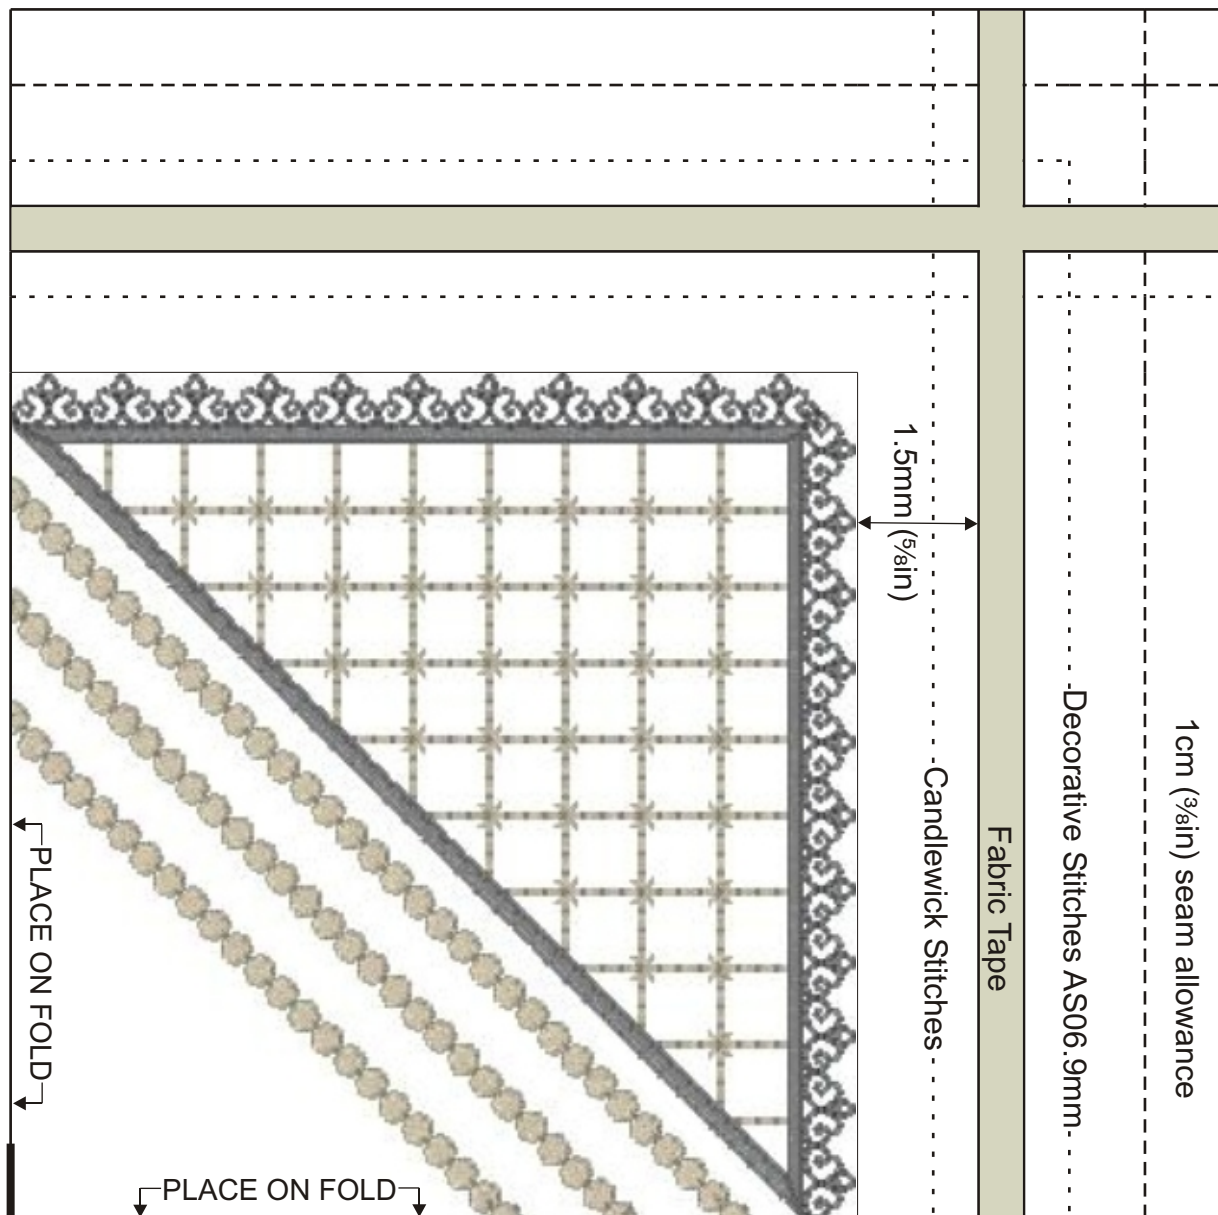 1.5mm (⅝in)
Candlewick Stitches
Fabric Tape
Decorative Stitches AS06.9mm
1cm (⅜in) seam allowance
PLACE ON FOLD
PLACE ON FOLD